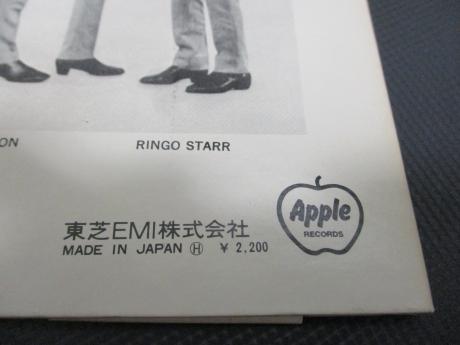 ON
RINGO STARR
東芝EMI株式会社
MADE IN JAPAN Ⓗ ¥ 2,200
Apple
RECORDS